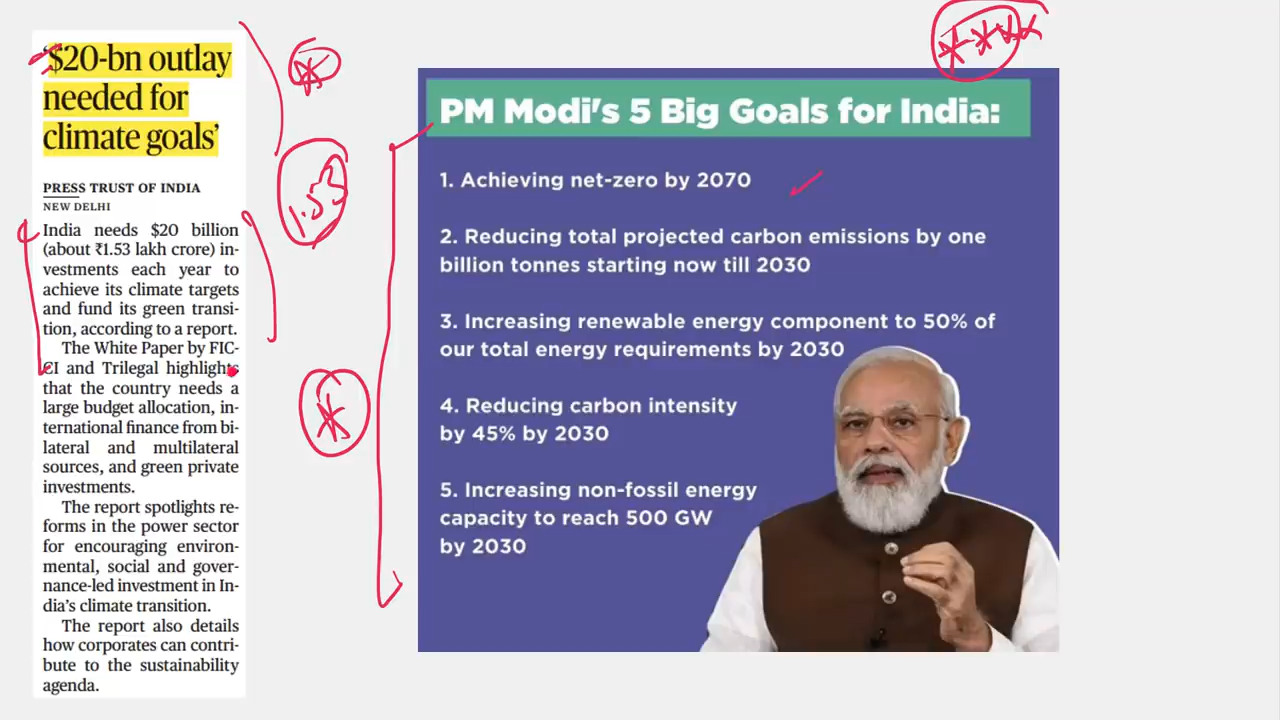 '$20-bn outlay
needed for
climate goals'
PRESS TRUST OF INDIA
NEW DELHI
India needs $20 billion
(about ₹1.53 lakh crore) in-
vestments each year to
achieve its climate targets
and fund its green transi-
tion, according to a report.
The White Paper by FIC-
CI and Trilegal highlights
that the country needs a
large budget allocation, in-
ternational finance from bi-
lateral and multilateral
sources, and green private
investments.
The report spotlights re-
forms in the power sector
for encouraging environ-
mental, social and gover-
nance-led investment in In-
dia's climate transition.
The report also details
how corporates can contri-
bute to the sustainability
agenda.
1.53
PM Modi's 5 Big Goals for India:
1. Achieving net-zero by 2070
2. Reducing total projected carbon emissions by one
billion tonnes starting now till 2030
3. Increasing renewable energy component to 50% of
our total energy requirements by 2030
4. Reducing carbon intensity
by 45% by 2030
5. Increasing non-fossil energy
capacity to reach 500 GW
by 2030